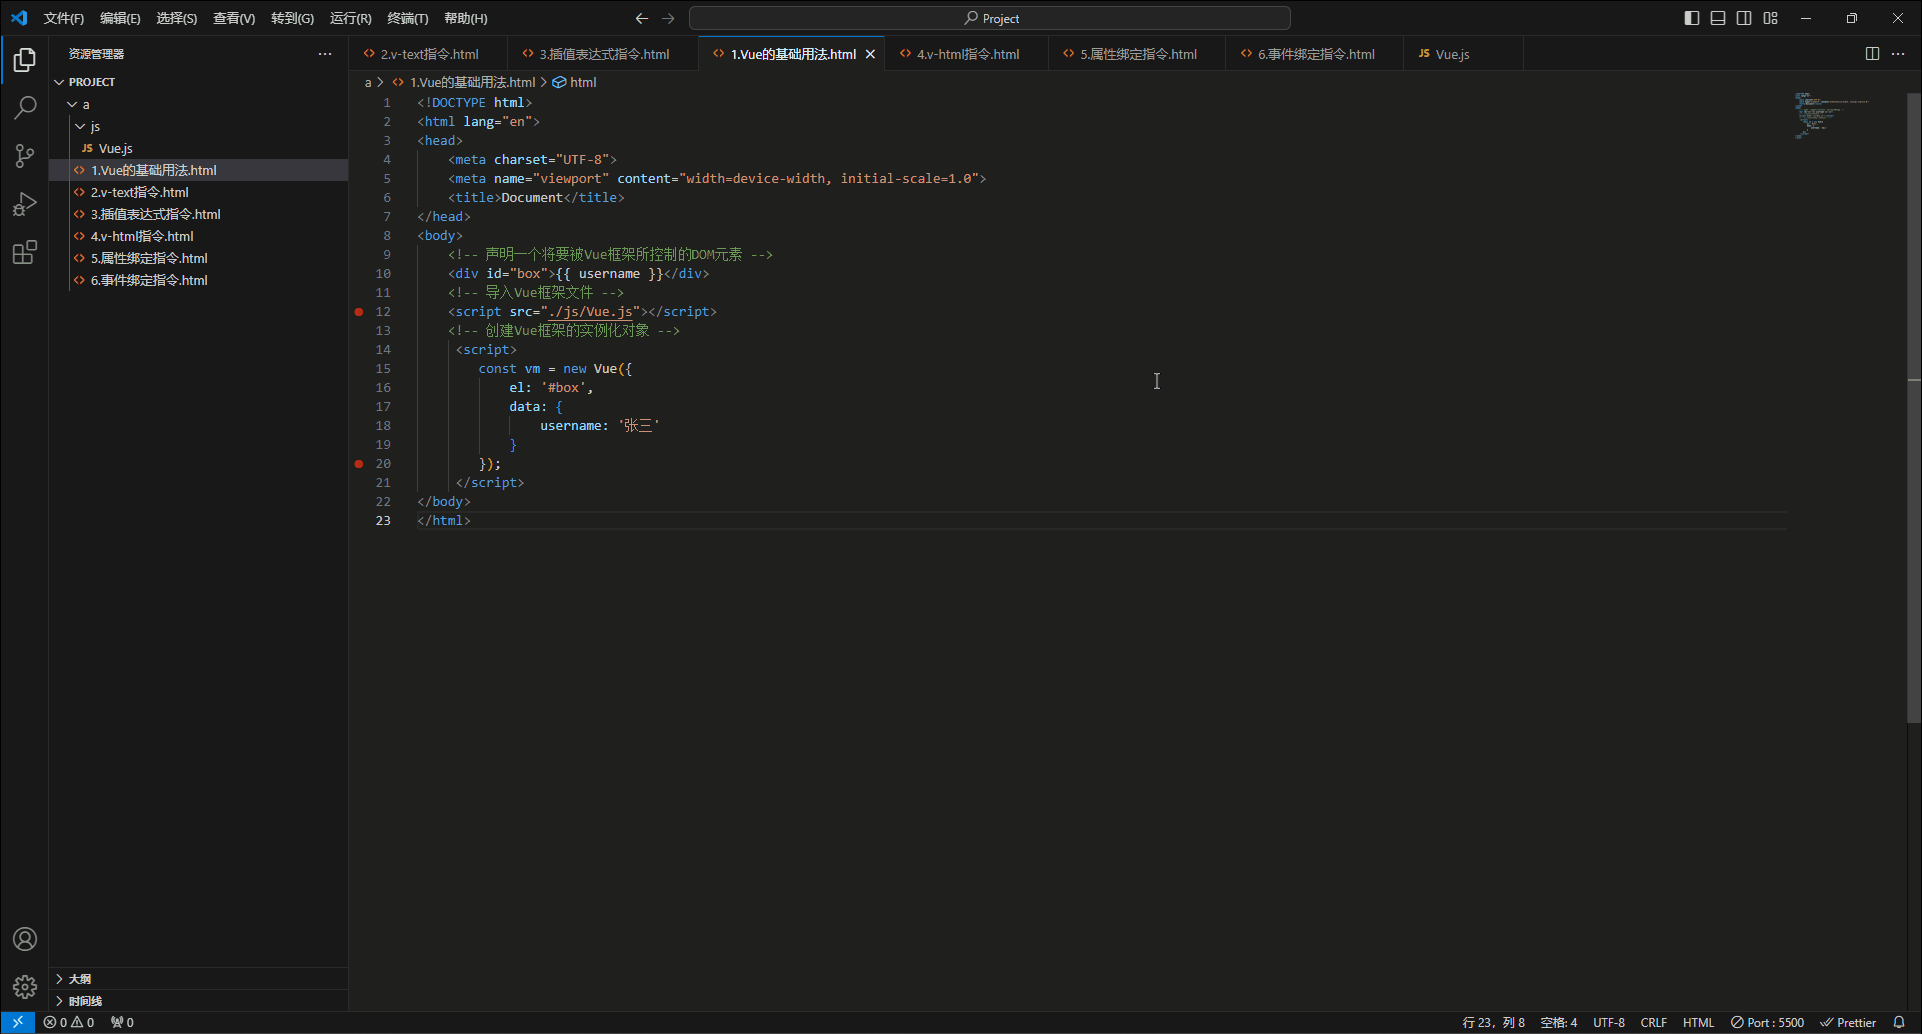 文件(F) 编辑(E) 选择(S) 查看(V) 转到(G) 运行(R) 终端(T) 帮助(H)
Project
资源管理器
PROJECT
a
js
JS Vue.js
1.Vue的基础用法.html
2.v-text指令.html
3.插值表达式指令.html
4.v-html指令.html
5.属性绑定指令.html
6.事件绑定指令.html
大纲
时间线
2.v-text指令.html 3.插值表达式指令.html 1.Vue的基础用法.html 4.v-html指令.html 5.属性绑定指令.html 6.事件绑定指令.html JS Vue.js
a > 1.Vue的基础用法.html > html
1 <!DOCTYPE html>
2 <html lang="en">
3 <head>
4 <meta charset="UTF-8">
5 <meta name="viewport" content="width=device-width, initial-scale=1.0">
6 <title>Document</title>
7 </head>
8 <body>
9 <!-- 声明一个将要被Vue框架所控制的DOM元素 -->
10 <div id="box">{{ username }}</div>
11 <!-- 导入Vue框架文件 -->
12 <script src="./js/Vue.js"></script>
13 <!-- 创建Vue框架的实例化对象 -->
14 <script>
15 const vm = new Vue({
16 el: '#box',
17 data: {
18 username: '张三'
19 }
20 });
21 </script>
22 </body>
23 </html>
0 0 0
行 23，列 8 空格: 4 UTF-8 CRLF HTML Port : 5500 Prettier